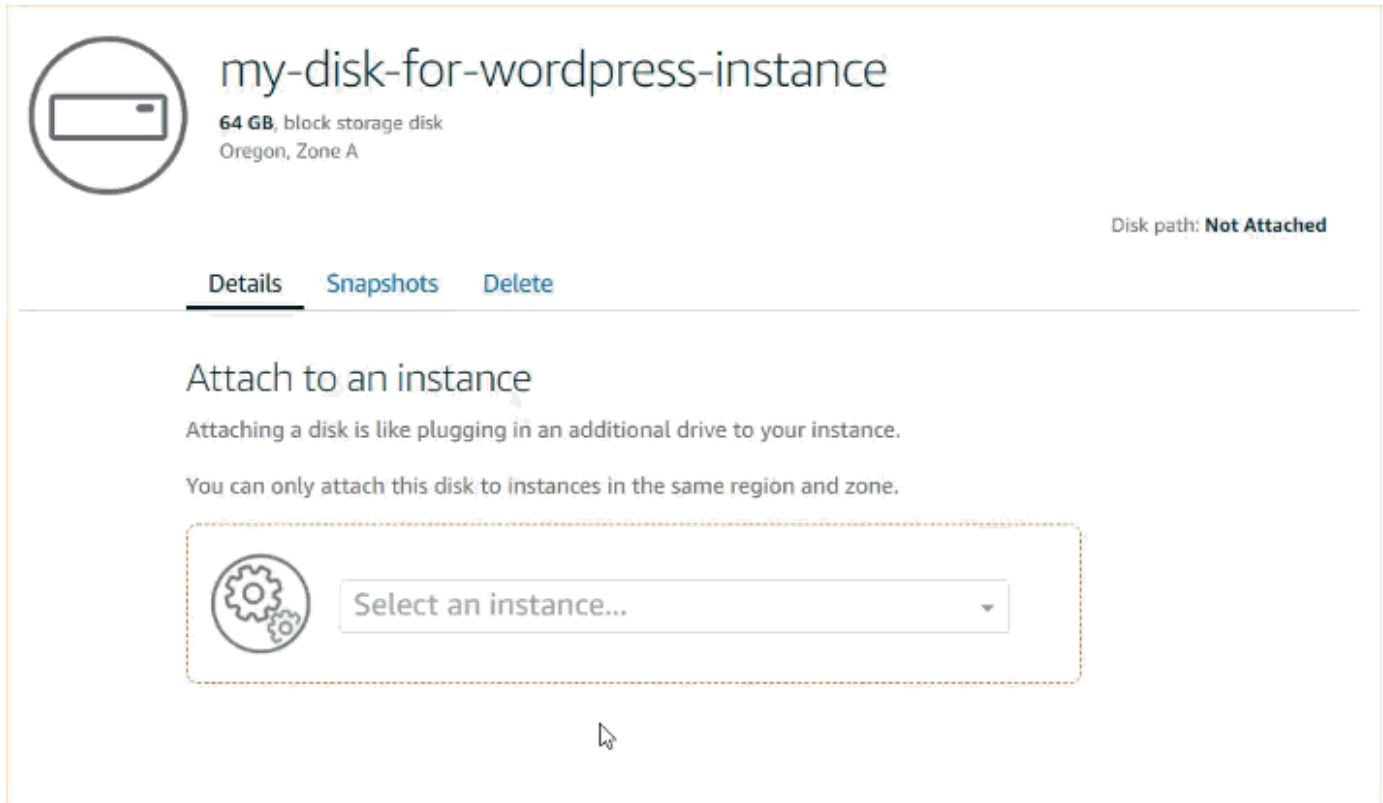 my-disk-for-wordpress-instance
64 GB, block storage disk
Oregon, Zone A
Disk path: Not Attached
Details Snapshots Delete
Attach to an instance
Attaching a disk is like plugging in an additional drive to your instance.
You can only attach this disk to instances in the same region and zone.
Select an instance...